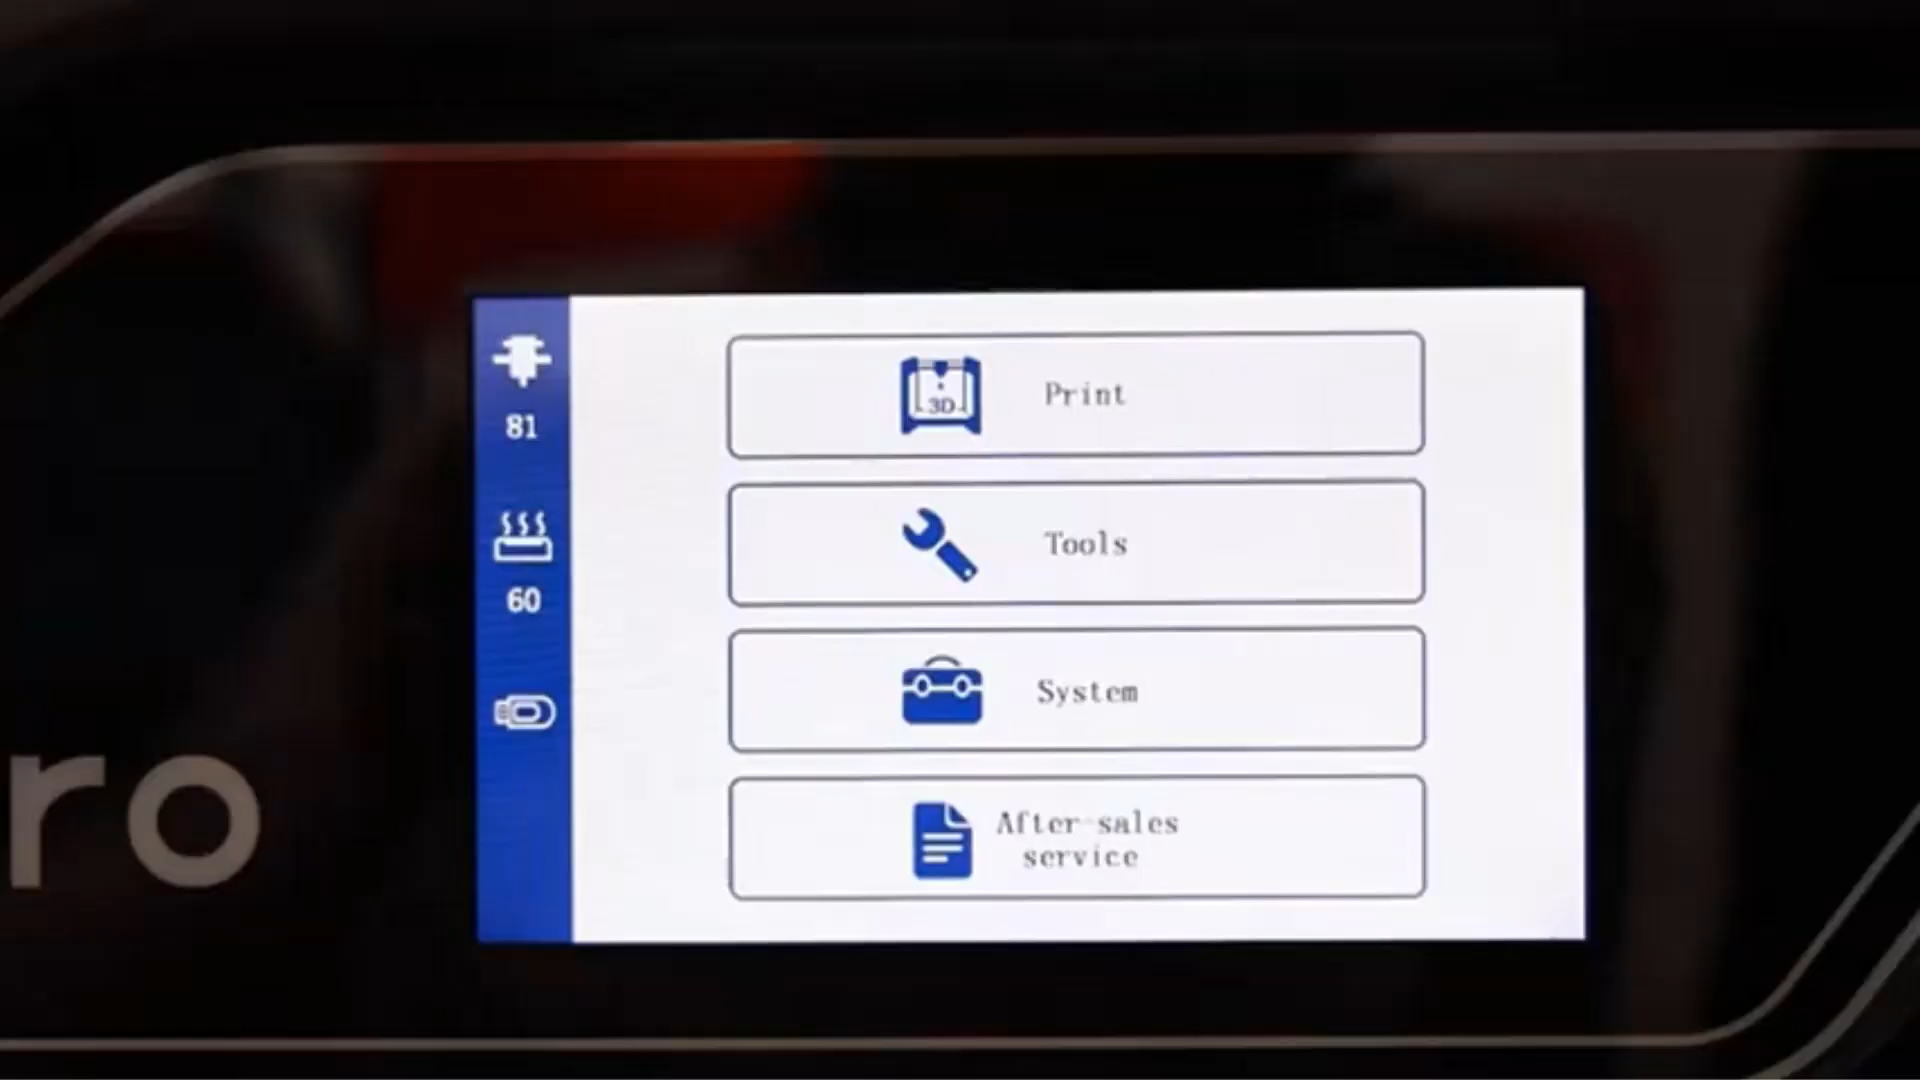 81
60
3D
Print
Tools
System
After-sales
service
ro